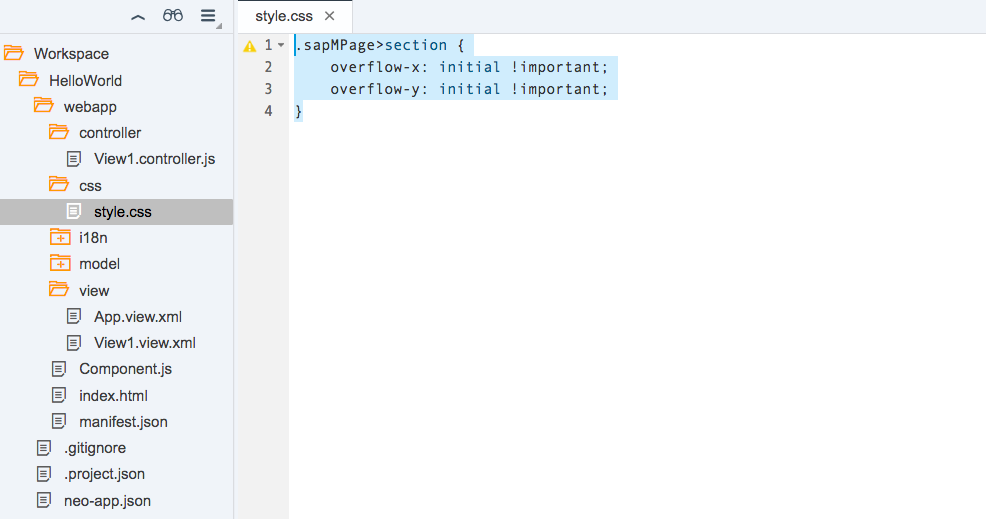 style.css ×
Workspace
HelloWorld
webapp
controller
View1.controller.js
css
style.css
i18n
model
view
App.view.xml
View1.view.xml
Component.js
index.html
manifest.json
.gitignore
.project.json
neo-app.json
1 .sapMPage>section {
2     overflow-x: initial !important;
3     overflow-y: initial !important;
4 }